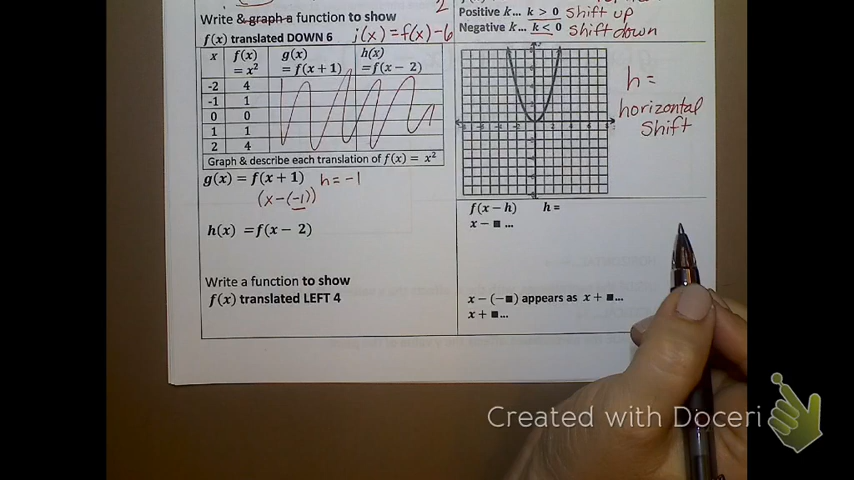 2
Write & graph a function to show
f(x) translated DOWN 6 j(x) = f(x) - 6
x f(x) = x² g(x) = f(x + 1) h(x) = f(x − 2)
-2 4
-1 1
0 0
1 1
2 4
Graph & describe each translation of f(x) = x²
g(x) = f(x + 1) h = -1
(x-(-1))
h(x) = f(x − 2)
Write a function to show
f(x) translated LEFT 4
Positive k... k > 0 shift up
Negative k... k < 0 shift down
h =
horizontal
shift
f(x − h) h =
x − ■ ...
x − (−■) appears as x + ■...
x + ■...
Created with Doceri